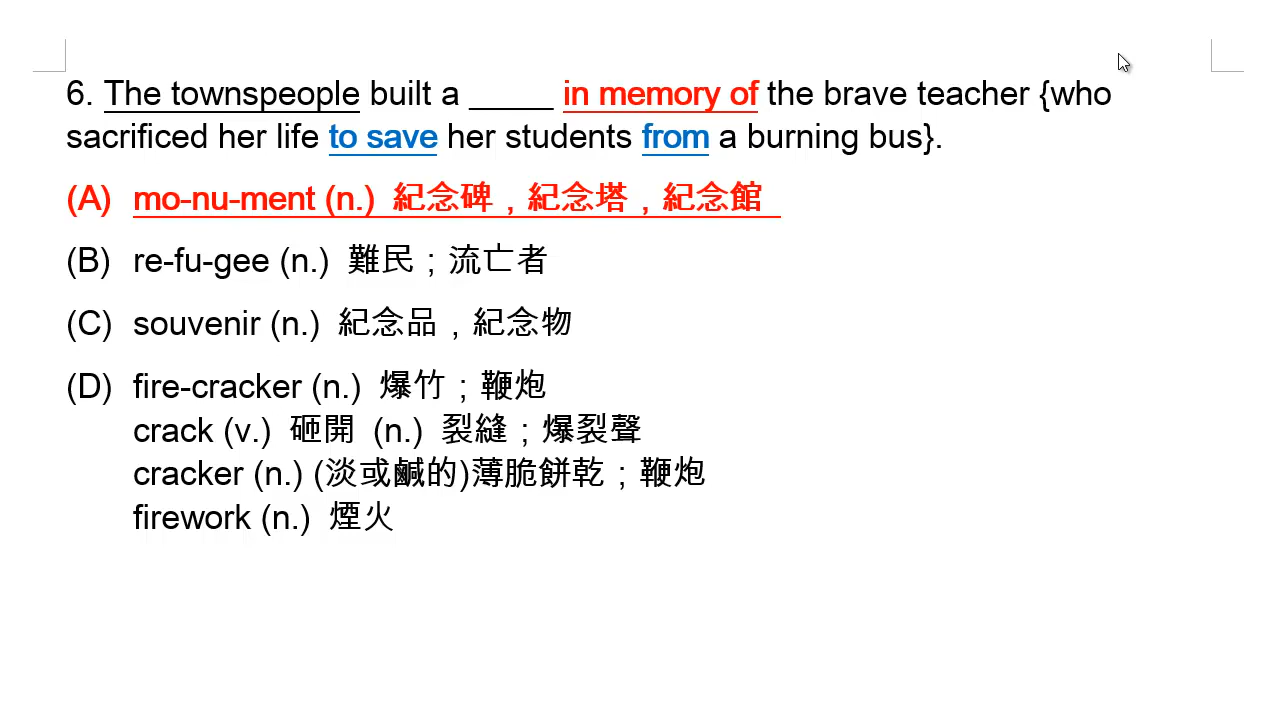 6. The townspeople built a _____ in memory of the brave teacher {who
sacrificed her life to save her students from a burning bus}.
(A) mo-nu-ment (n.) 紀念碑，紀念塔，紀念館
(B) re-fu-gee (n.) 難民；流亡者
(C) souvenir (n.) 紀念品，紀念物
(D) fire-cracker (n.) 爆竹；鞭炮
crack (v.) 砸開 (n.) 裂縫；爆裂聲
cracker (n.) (淡或鹹的)薄脆餅乾；鞭炮
firework (n.) 煙火